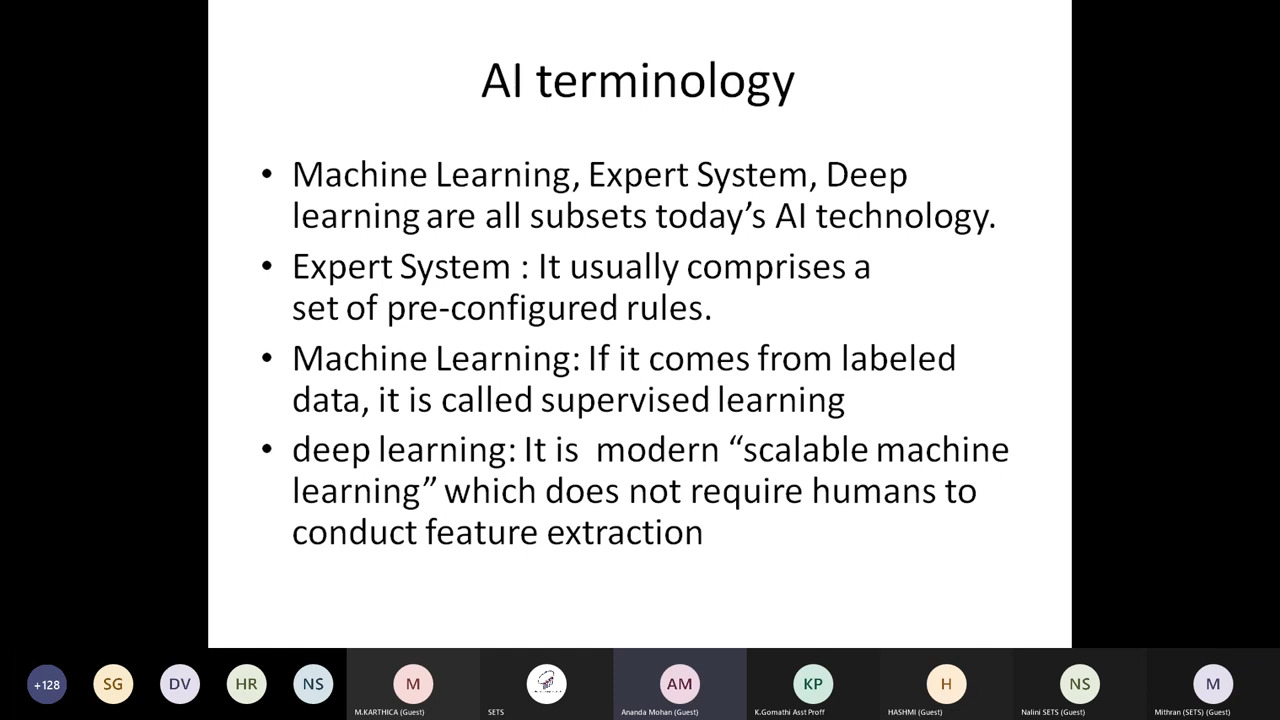 AI terminology
• Machine Learning, Expert System, Deep
learning are all subsets today’s AI technology.
• Expert System : It usually comprises a
set of pre-configured rules.
• Machine Learning: If it comes from labeled
data, it is called supervised learning
• deep learning: It is  modern “scalable machine
learning” which does not require humans to
conduct feature extraction
+128 SG DV HR NS M AM KP H NS M
M.KARTHICA (Guest) SETS Ananda Mohan (Guest) K.Gomathi Asst Proff HASHMI (Guest) Nalini SETS (Guest) Mithran (SETS) (Guest)